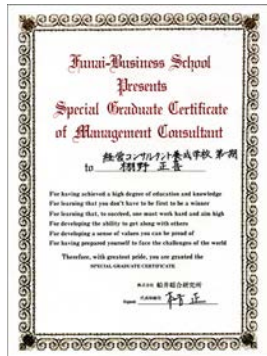 Funai-Business School
Presents
Special Graduate Certificate
of Management Consultant
経営コンサルタント養成学校 第一期
to 棚野 正喜
For having achieved a high degree of education and knowledge
For learning that you don't have to be first to be a winner
For learning that, to succeed, one must work hard and aim high
For developing the ability to get along with others
For developing a sense of values you can be proud of
For having prepared yourself to face the challenges of the world
Therefore, with greatest pride, you are granted the
SPECIAL GRADUATE CERTIFICATE
株式会社 船井総合研究所
Signed